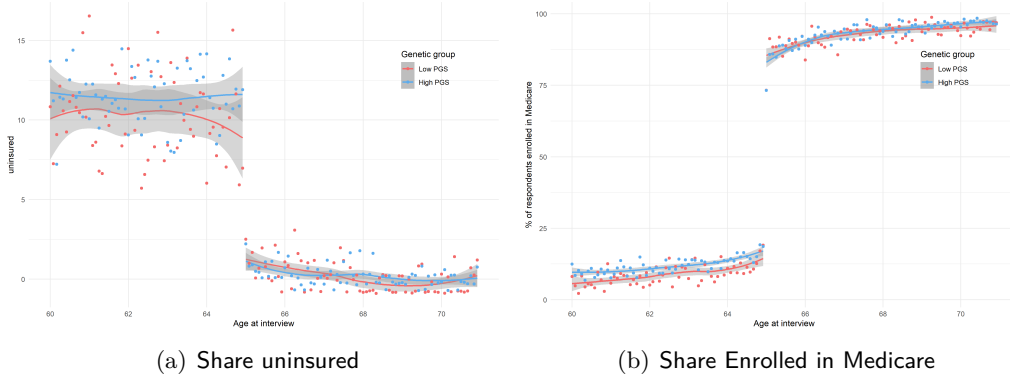 15
10
5
0
uninsured
60
62
64
66
68
70
Age at interview
Genetic group
Low PGS
High PGS
(a) Share uninsured
100
75
50
25
0
% of respondents enrolled in Medicare
60
62
64
66
68
70
Age at interview
Genetic group
Low PGS
High PGS
(b) Share Enrolled in Medicare